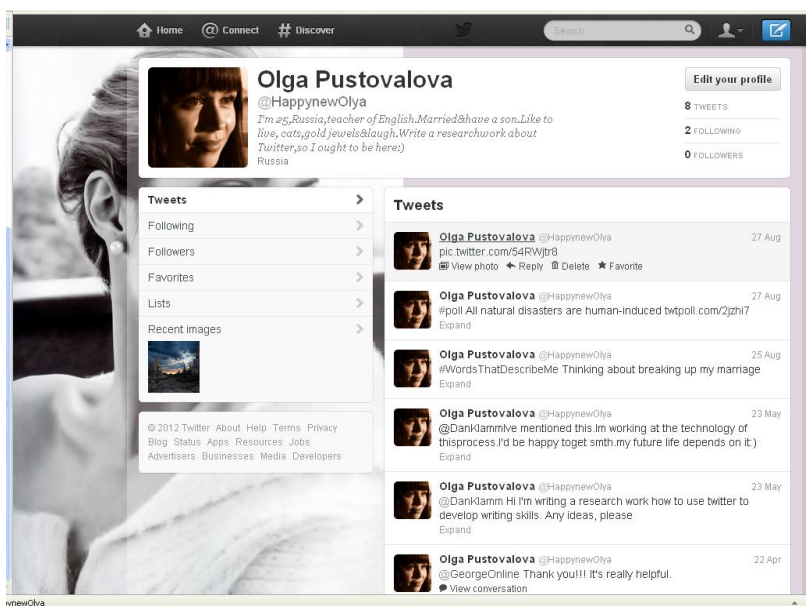 Home @ Connect # Discover Search
Olga Pustovalova
@HappynewOlya
I'm 25,Russia,teacher of English.Married&have a son.Like to
live, cats,gold jewels&laugh.Write a researchwork about
Twitter,so I ought to be here:)
Russia
Edit your profile
8 TWEETS
2 FOLLOWING
0 FOLLOWERS
Tweets
Following
Followers
Favorites
Lists
Recent images
© 2012 Twitter About Help Terms Privacy
Blog Status Apps Resources Jobs
Advertisers Businesses Media Developers
Tweets
Olga Pustovalova @HappynewOlya 27 Aug
pic.twitter.com/54RWjtr8
View photo Reply Delete Favorite
Olga Pustovalova @HappynewOlya 27 Aug
#poll All natural disasters are human-induced twtpoll.com/2jzhi7
Expand
Olga Pustovalova @HappynewOlya 25 Aug
#WordsThatDescribeMe Thinking about breaking up my marriage
Expand
Olga Pustovalova @HappynewOlya 23 May
@DanKlammIve mentioned this.Im working at the technology of
thisprocess.I'd be happy toget smth.my future life depends on it:)
Expand
Olga Pustovalova @HappynewOlya 23 May
@DanKlamm Hi I'm writing a research work how to use twitter to
develop writing skills. Any ideas, please
Expand
Olga Pustovalova @HappynewOlya 22 Apr
@GeorgeOnline Thank you!!! It's really helpful.
View conversation